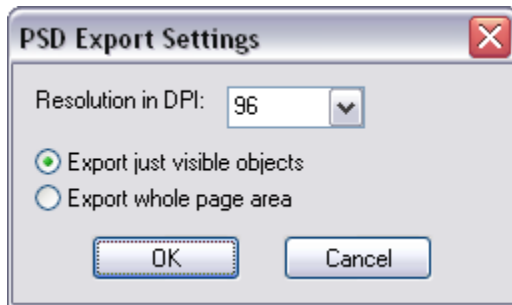 PSD Export Settings
Resolution in DPI: 96
Export just visible objects
Export whole page area
OK Cancel